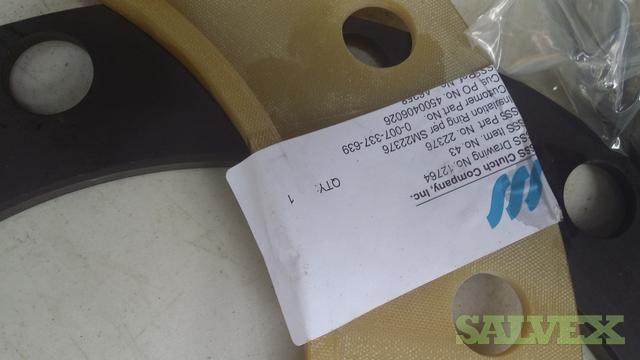 SSS Clutch Company, Inc.
SSS Drawing No.12764
SSS Item. No. 43
SSS Part No. 22376
Insulation Ring per SM22376
Customer Part No. 0-007-337-639
Cus. PO No. 4500406026
QTY: 1
SALVEX